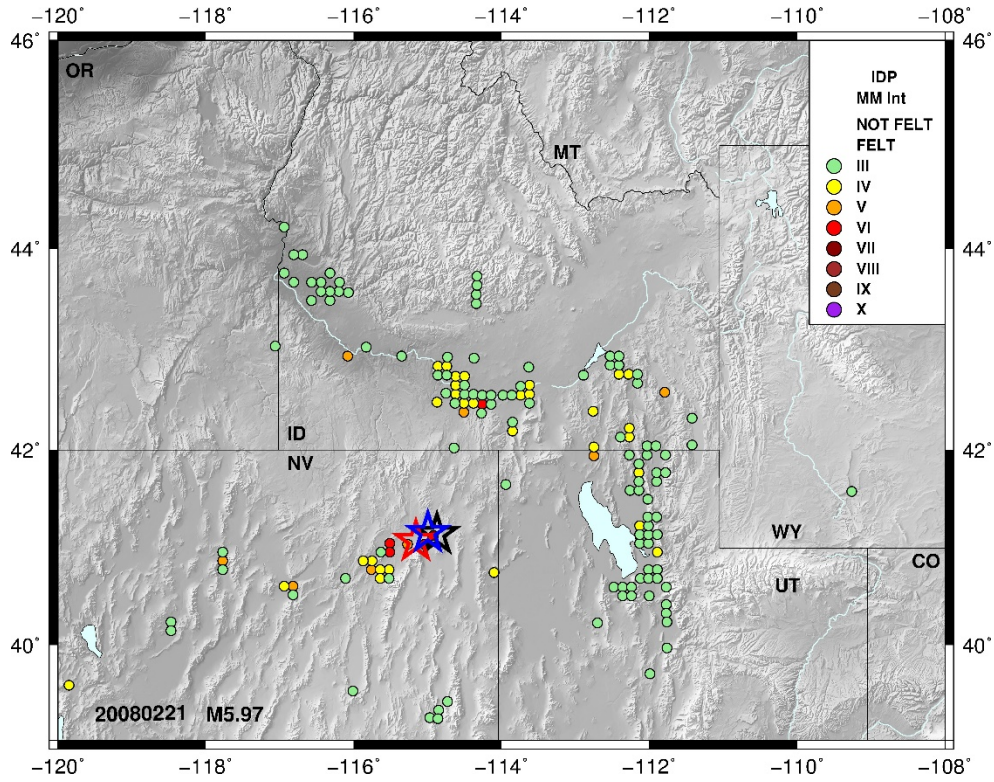 −120° −118° −116° −114° −112° −110° −108°
46° 46°
OR
IDP
MM Int
NOT FELT
FELT
III
IV
V
VI
VII
VIII
IX
X
MT
44° 44°
42° 42°
ID
NV
WY
CO
UT
40° 40°
20080221 M5.97
−120° −118° −116° −114° −112° −110° −108°